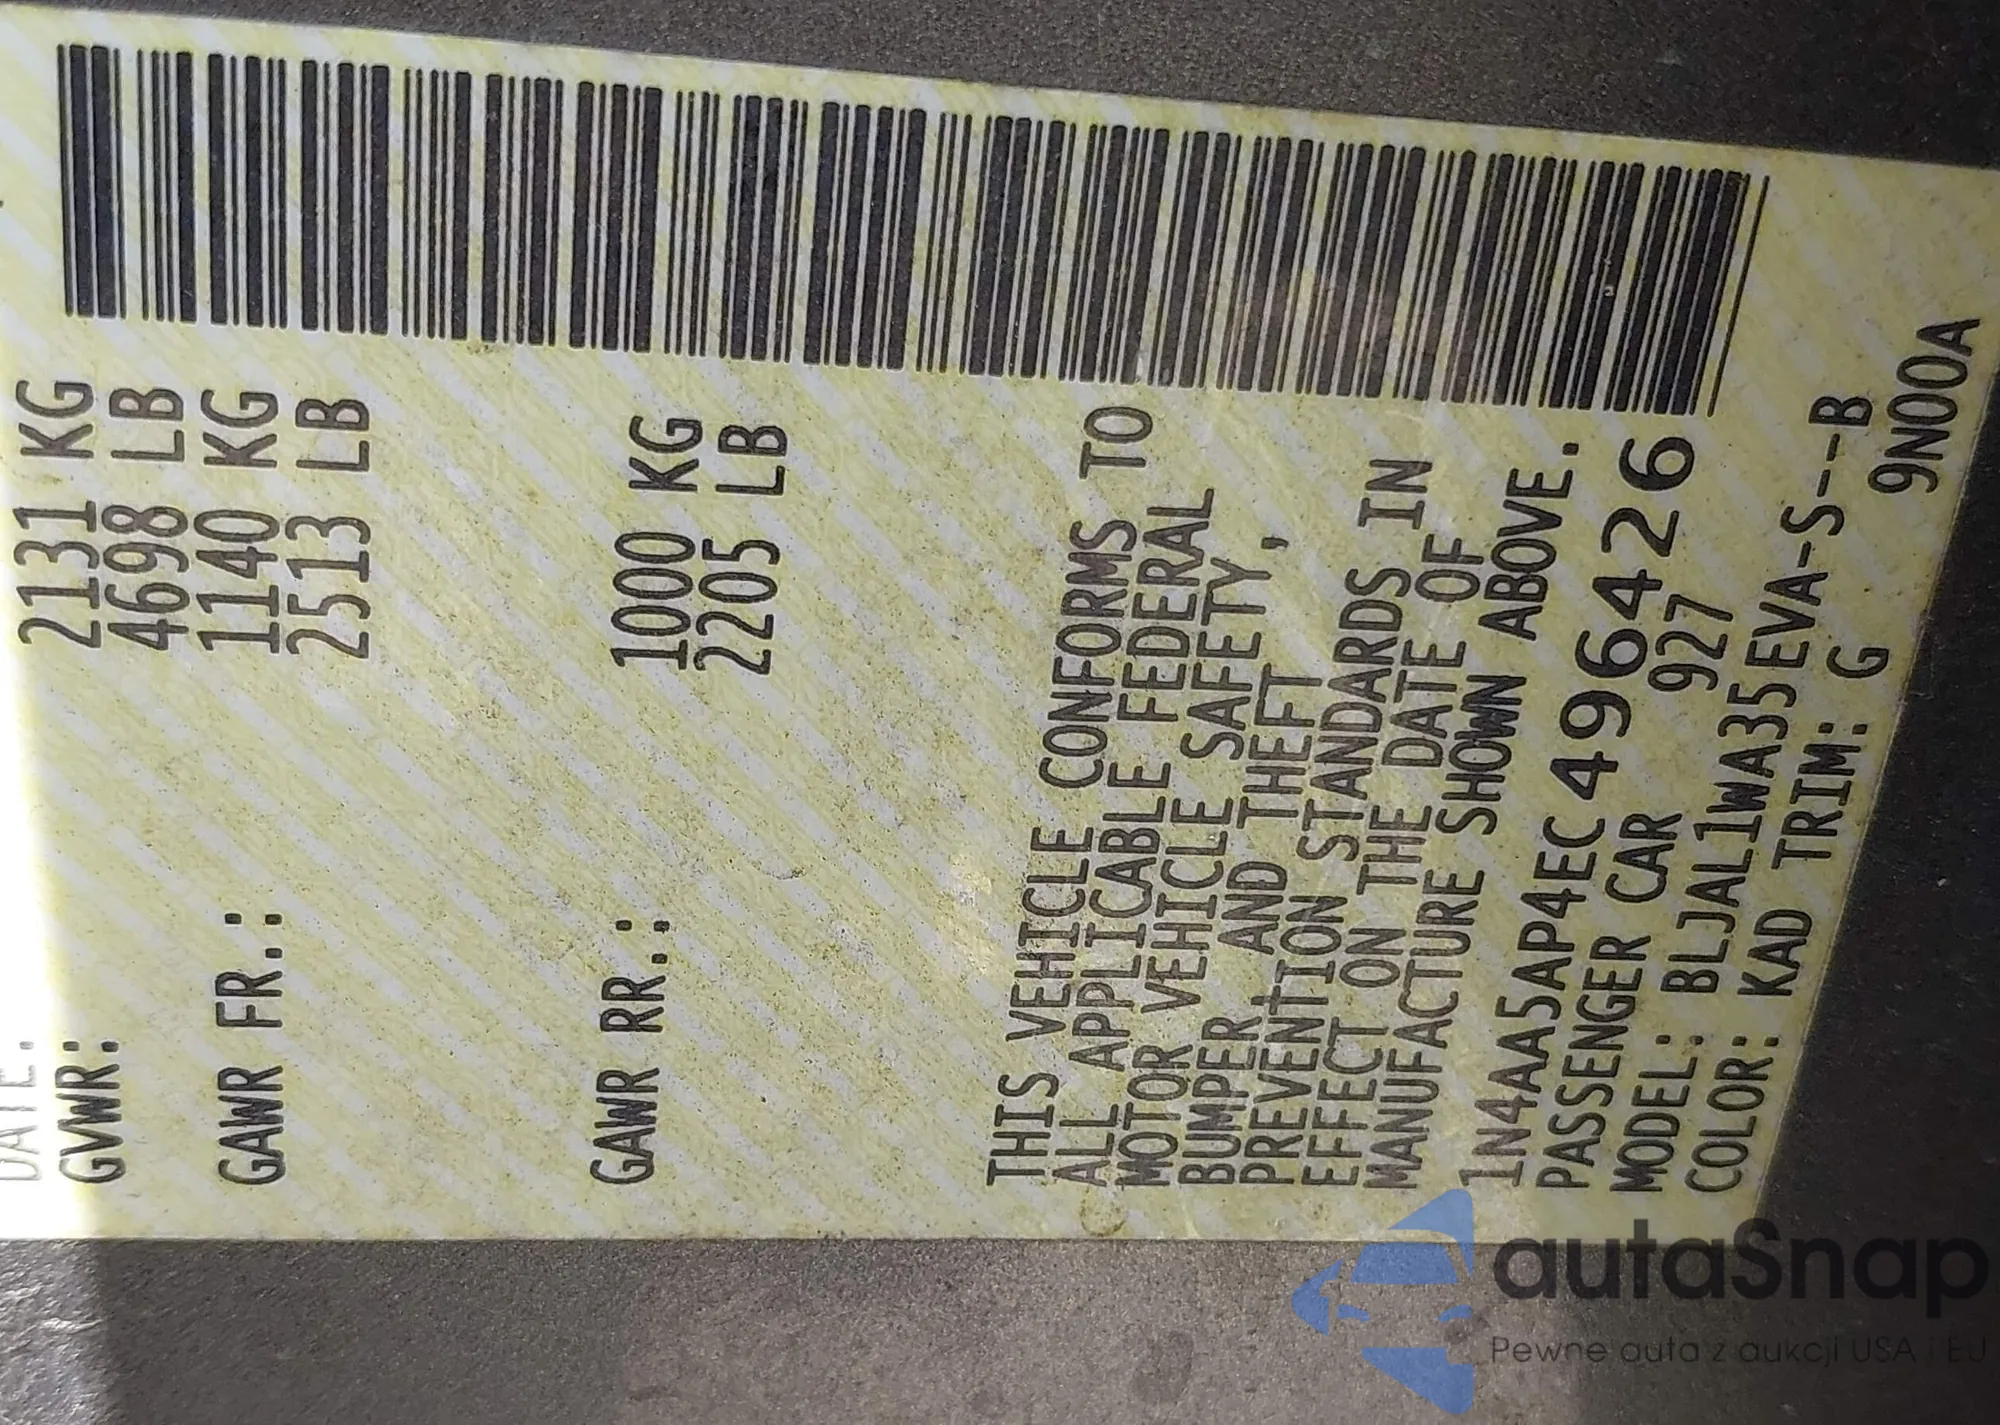 DATE:
GVWR: 2131 KG
4698 LB
GAWR FR.: 1140 KG
2513 LB
GAWR RR.: 1000 KG
2205 LB
THIS VEHICLE CONFORMS TO
ALL APPLICABLE FEDERAL
MOTOR VEHICLE SAFETY,
BUMPER AND THEFT
PREVENTION STANDARDS IN
EFFECT ON THE DATE OF
MANUFACTURE SHOWN ABOVE.
1N4AA5AP4EC496426
PASSENGER CAR 927
MODEL: BLJAL1WA35EVA-S---B
COLOR: KAD TRIM: G 9N00A
autaSnap
Pewne auta z aukcji USA i EU